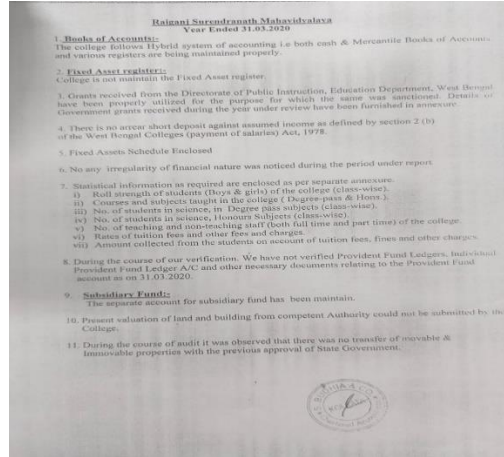 Raiganj Surendranath Mahavidyalaya
Year Ended 31.03.2020
1. Books of Accounts:-
The college follows Hybrid system of accounting i.e both cash & Mercantile Books of Accounts
and various registers are being maintained properly.
2. Fixed Asset register:-
College is not maintain the Fixed Asset register.
3. Grants received from the Directorate of Public Instruction, Education Department, West Bengal
have been properly utilized for the purpose for which the same was sanctioned. Details of
Government grants received during the year under review have been furnished in annexure.
4. There is no arrear short deposit against assumed income as defined by section 2 (b)
of the West Bengal Colleges (payment of salaries) Act, 1978.
5. Fixed Assets Schedule Enclosed
6. No any irregularity of financial nature was noticed during the period under report
7. Statistical information as required are enclosed as per separate annexure.
i) Roll strength of students (Boys & girls) of the college (class-wise).
ii) Courses and subjects taught in the college ( Degree-pass & Hons.).
iii) No. of students in science, in Degree pass subjects (class-wise).
iv) No. of students in science, Honours Subjects (class-wise).
v) No. of teaching and non-teaching staff (both full time and part time) of the college.
vi) Rates of tuition fees and other fees and charges.
vii) Amount collected from the students on account of tuition fees, fines and other charges.
8. During the course of our verification. We have not verified Provident Fund Ledgers, Individual
Provident Fund Ledger A/C and other necessary documents relating to the Provident Fund
account as on 31.03.2020.
9. Subsidiary Fund:-
The separate account for subsidiary fund has been maintain.
10. Present valuation of land and building from competent Authority could not be submitted by the
College.
11. During the course of audit it was observed that there was no transfer of movable &
Immovable properties with the previous approval of State Government.